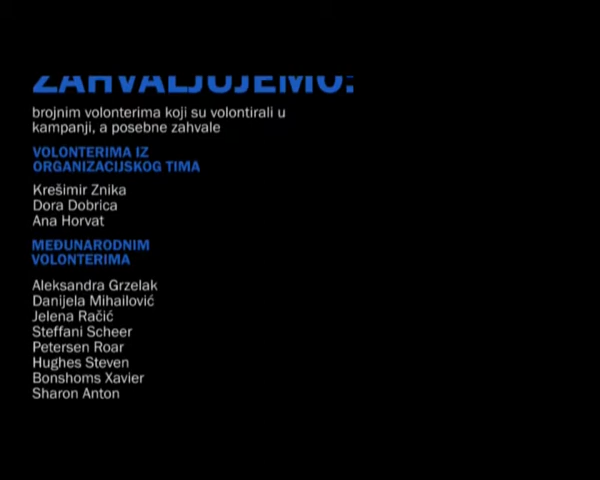 ZAHVALJUJEMO:
brojnim volonterima koji su volontirali u
kampanji, a posebne zahvale
VOLONTERIMA IZ
ORGANIZACIJSKOG TIMA
Krešimir Znika
Dora Dobrica
Ana Horvat
MEĐUNARODNIM
VOLONTERIMA
Aleksandra Grzelak
Danijela Mihailović
Jelena Račić
Steffani Scheer
Petersen Roar
Hughes Steven
Bonshoms Xavier
Sharon Anton